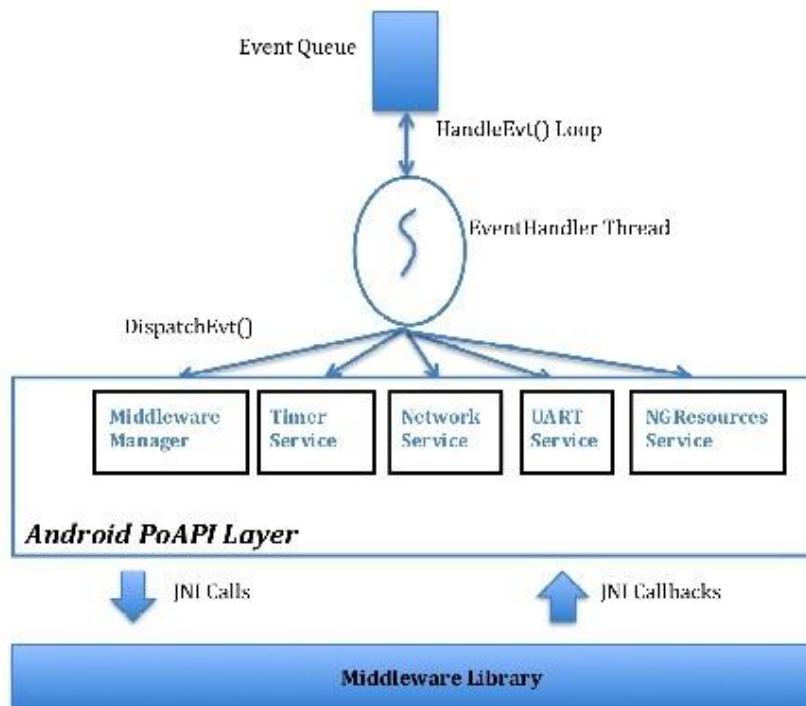 Event Queue
HandleEvt() Loop
EventHandler Thread
DispatchEvt()
Middleware
Manager
Timer
Service
Network
Service
UART
Service
NGResources
Service
Android PoAPI Layer
JNI Calls
JNI Callbacks
Middleware Library